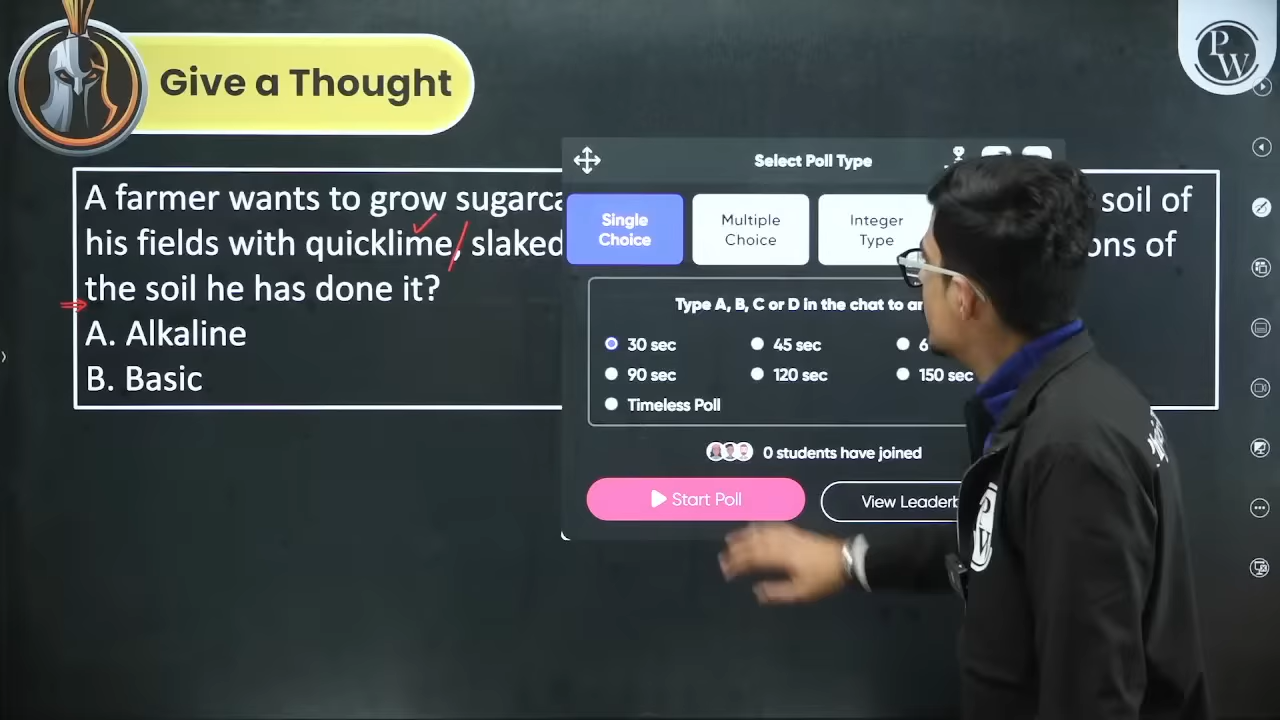 Give a Thought
P
W
A farmer wants to grow sugarca
soil of
his fields with quicklime, slaked
ons of
the soil he has done it?
A. Alkaline
B. Basic
Select Poll Type
Single Choice
Multiple Choice
Integer Type
Type A, B, C or D in the chat to an
30 sec
45 sec
6
90 sec
120 sec
150 sec
Timeless Poll
0 students have joined
Start Poll
View Leaderb
P
W